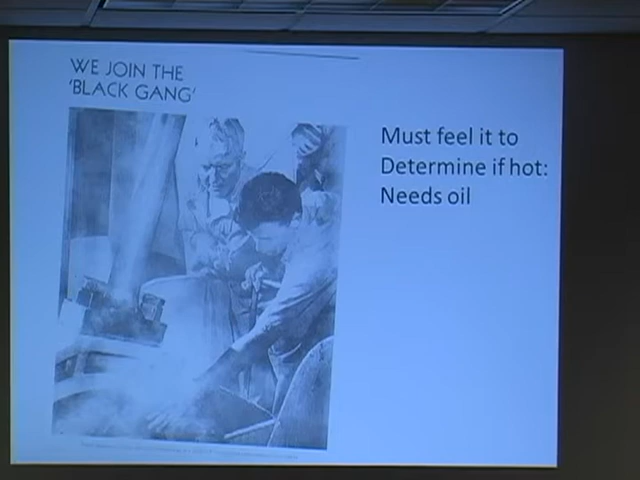 WE JOIN THE
'BLACK GANG'
Must feel it to
Determine if hot:
Needs oil